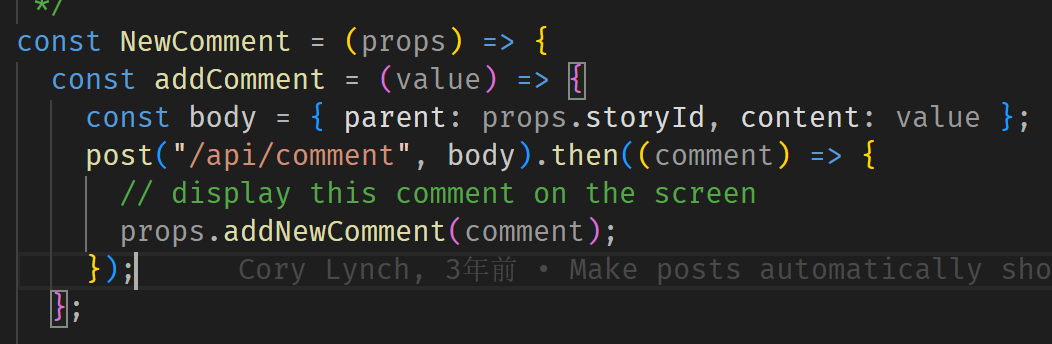 */
const NewComment = (props) => {
  const addComment = (value) => {
    const body = { parent: props.storyId, content: value };
    post("/api/comment", body).then((comment) => {
      // display this comment on the screen
      props.addNewComment(comment);
    });      Cory Lynch, 3年前 • Make posts automatically sho
  };